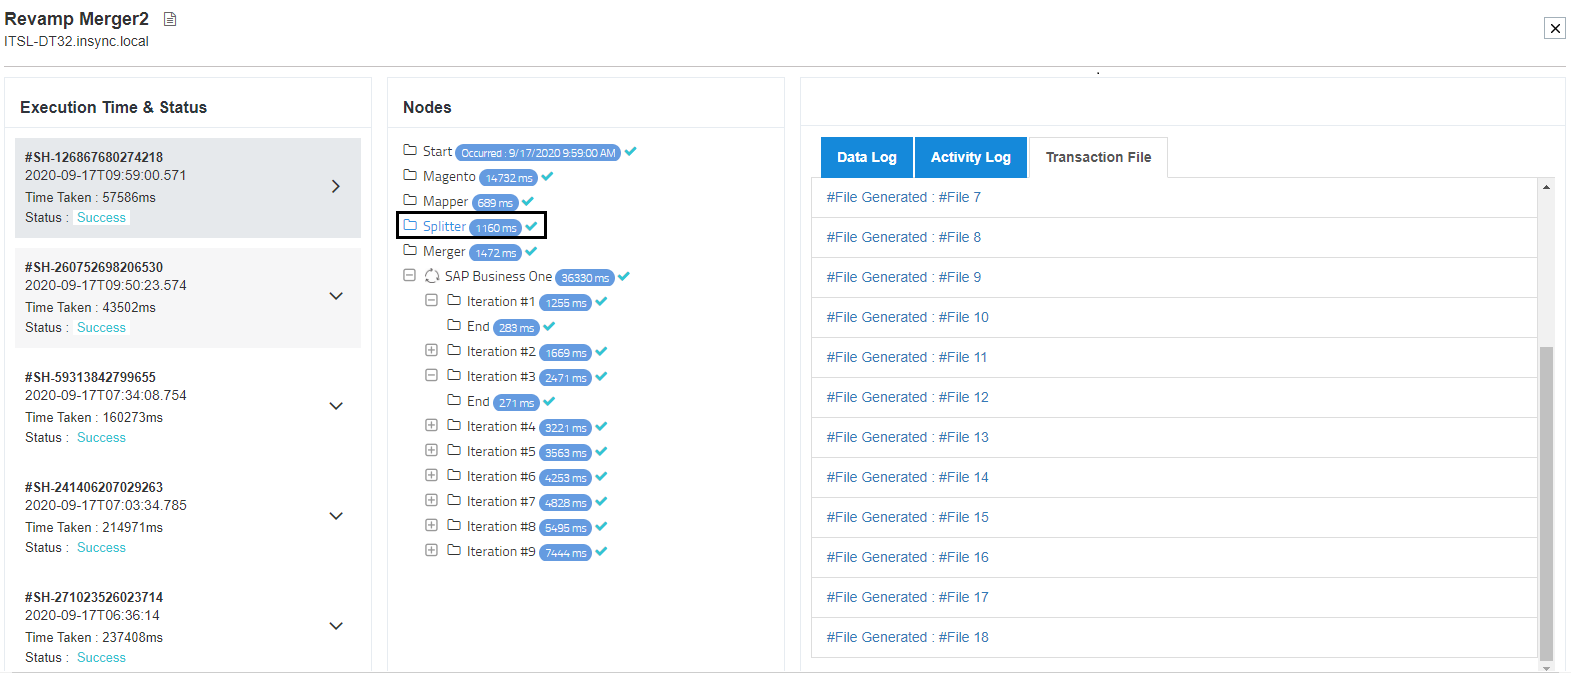 Revamp Merger2
ITSL-DT32.insync.local
Execution Time & Status
#SH-126867680274218
2020-09-17T09:59:00.571
Time Taken : 57586ms
Status : Success
#SH-260752698206530
2020-09-17T09:50:23.574
Time Taken : 43502ms
Status : Success
#SH-59313842799655
2020-09-17T07:34:08.754
Time Taken : 160273ms
Status : Success
#SH-241406207029263
2020-09-17T07:03:34.785
Time Taken : 214971ms
Status : Success
#SH-271023526023714
2020-09-17T06:36:14
Time Taken : 237408ms
Status : Success
Nodes
Start Occurred : 9/17/2020 9:59:00 AM
Magento 14732 ms
Mapper 689 ms
Splitter 1160 ms
Merger 1472 ms
SAP Business One 36330 ms
Iteration #1 1255 ms
End 283 ms
Iteration #2 1669 ms
Iteration #3 2471 ms
End 271 ms
Iteration #4 3221 ms
Iteration #5 3563 ms
Iteration #6 4253 ms
Iteration #7 4828 ms
Iteration #8 5495 ms
Iteration #9 7444 ms
Data Log Activity Log Transaction File
#File Generated : #File 7
#File Generated : #File 8
#File Generated : #File 9
#File Generated : #File 10
#File Generated : #File 11
#File Generated : #File 12
#File Generated : #File 13
#File Generated : #File 14
#File Generated : #File 15
#File Generated : #File 16
#File Generated : #File 17
#File Generated : #File 18